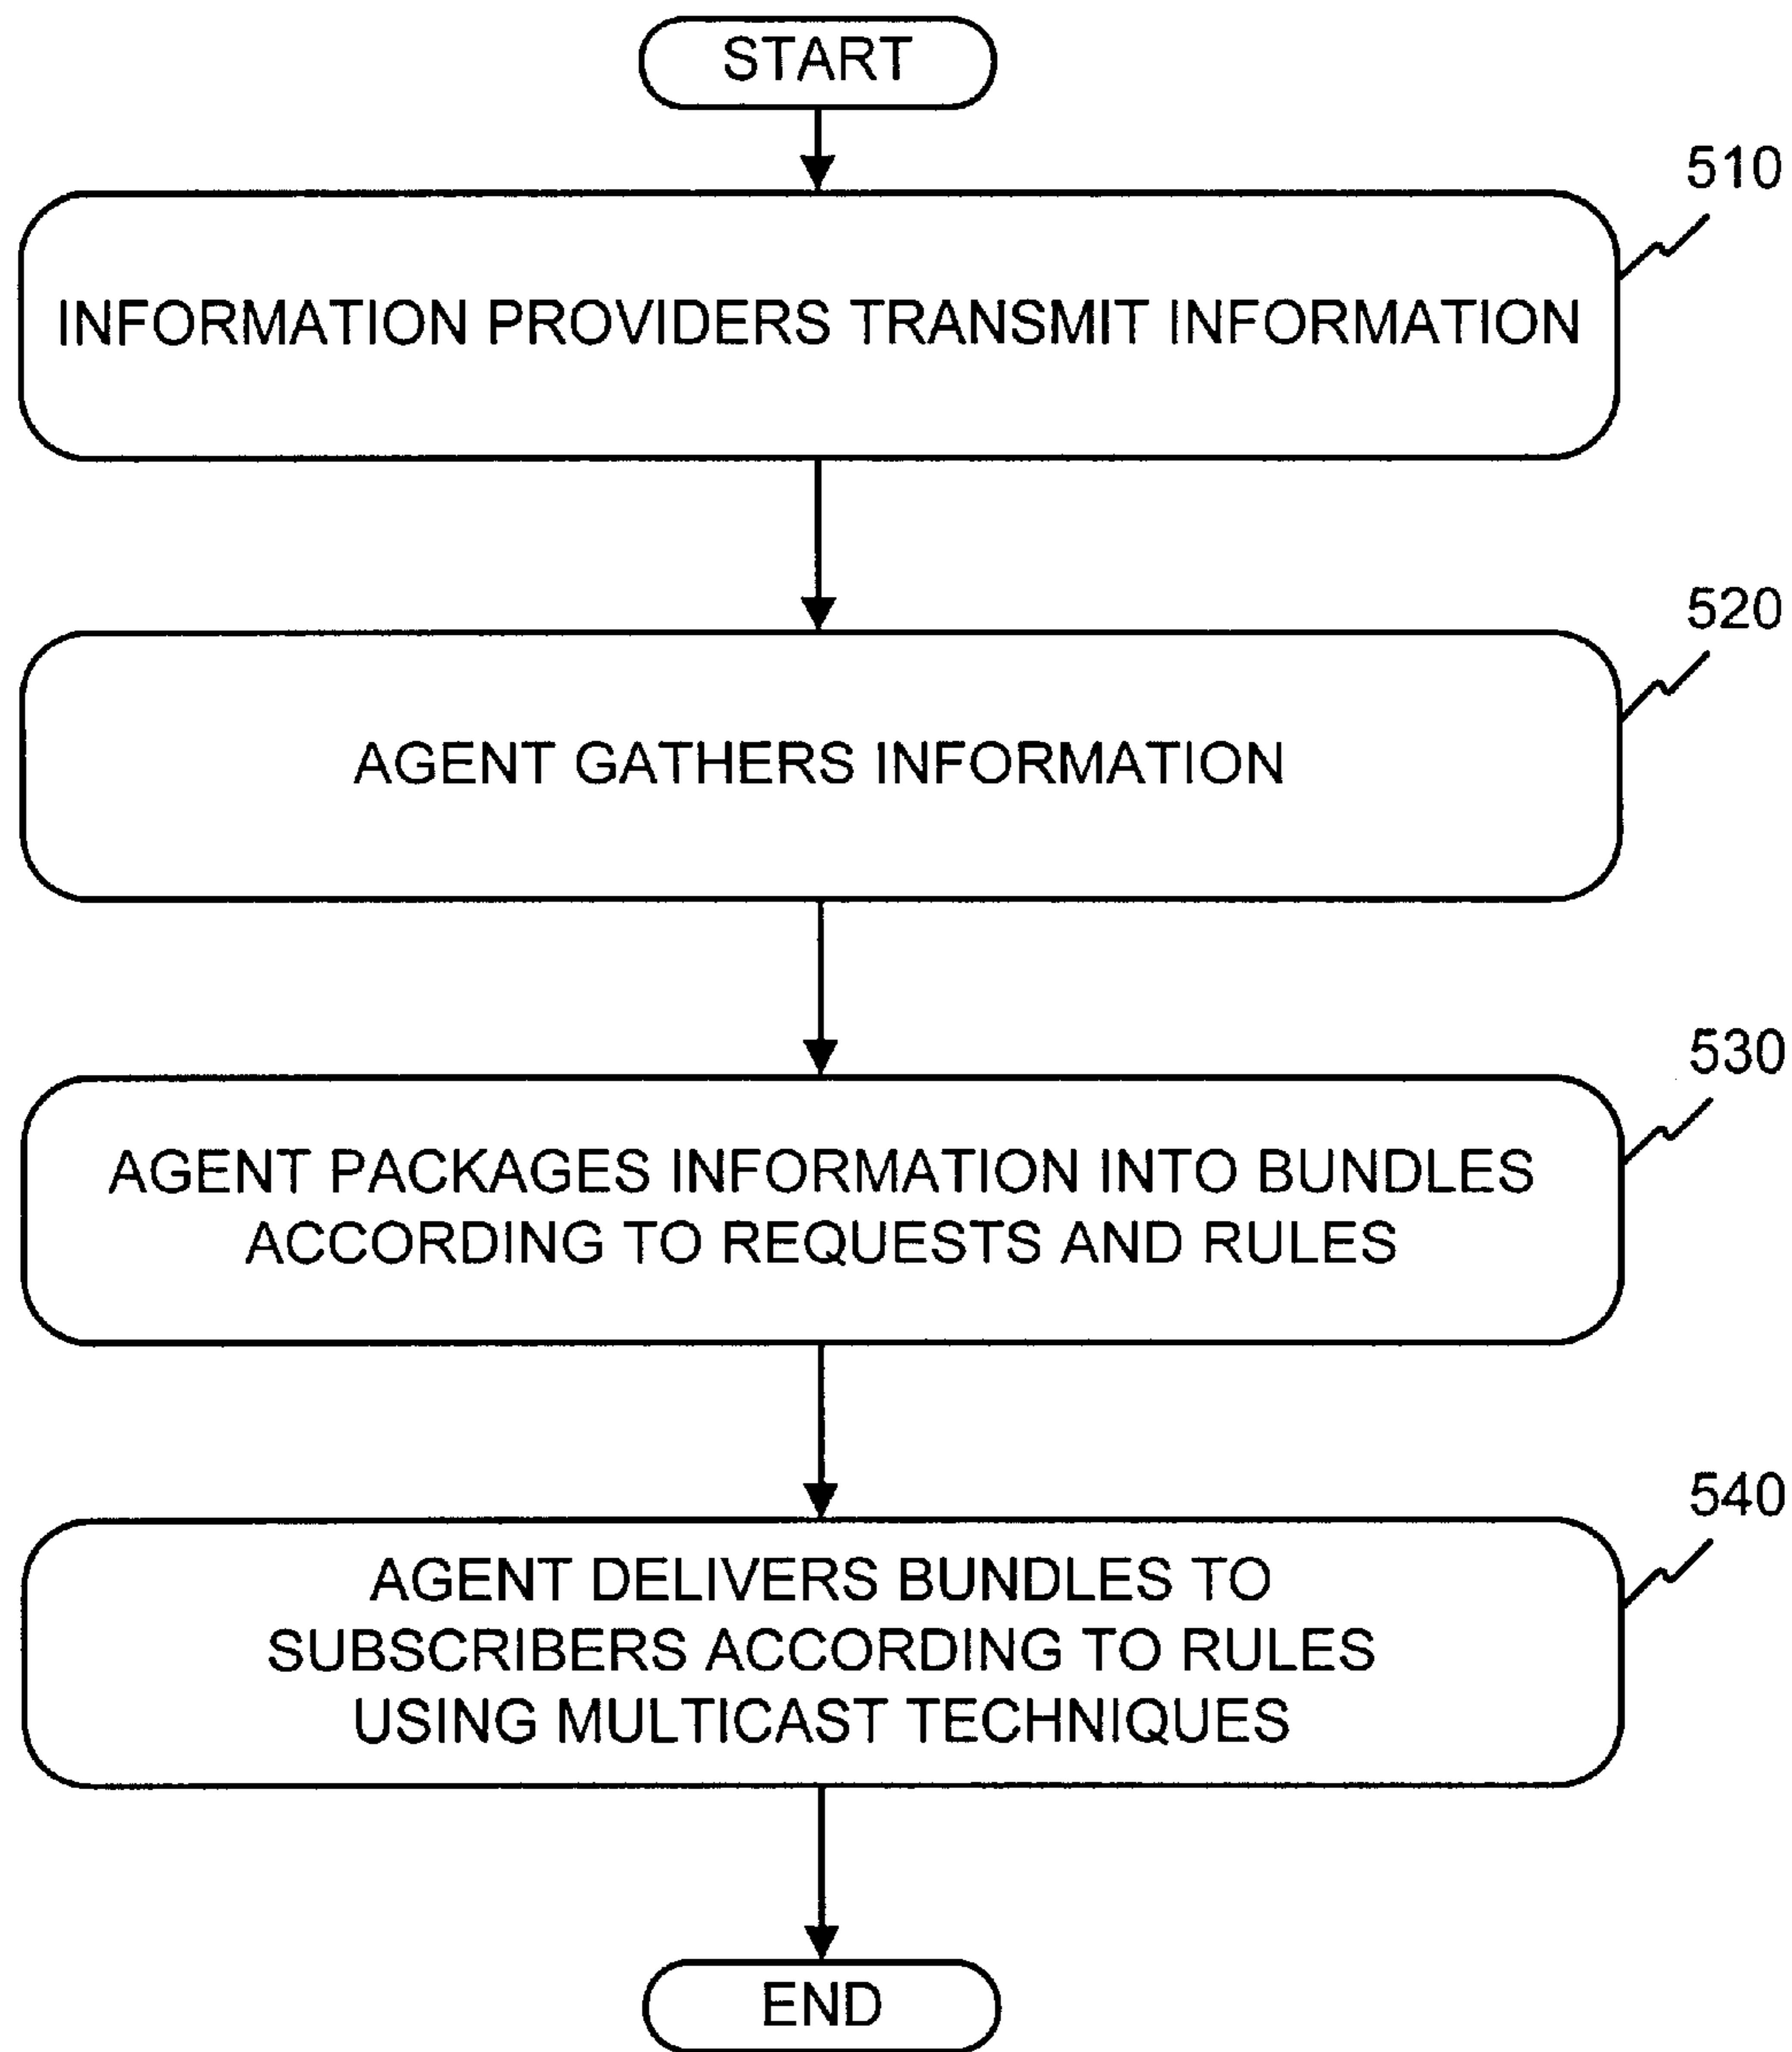 START
510
INFORMATION PROVIDERS TRANSMIT INFORMATION
520
AGENT GATHERS INFORMATION
530
AGENT PACKAGES INFORMATION INTO BUNDLES
ACCORDING TO REQUESTS AND RULES
540
AGENT DELIVERS BUNDLES TO
SUBSCRIBERS ACCORDING TO RULES
USING MULTICAST TECHNIQUES
END